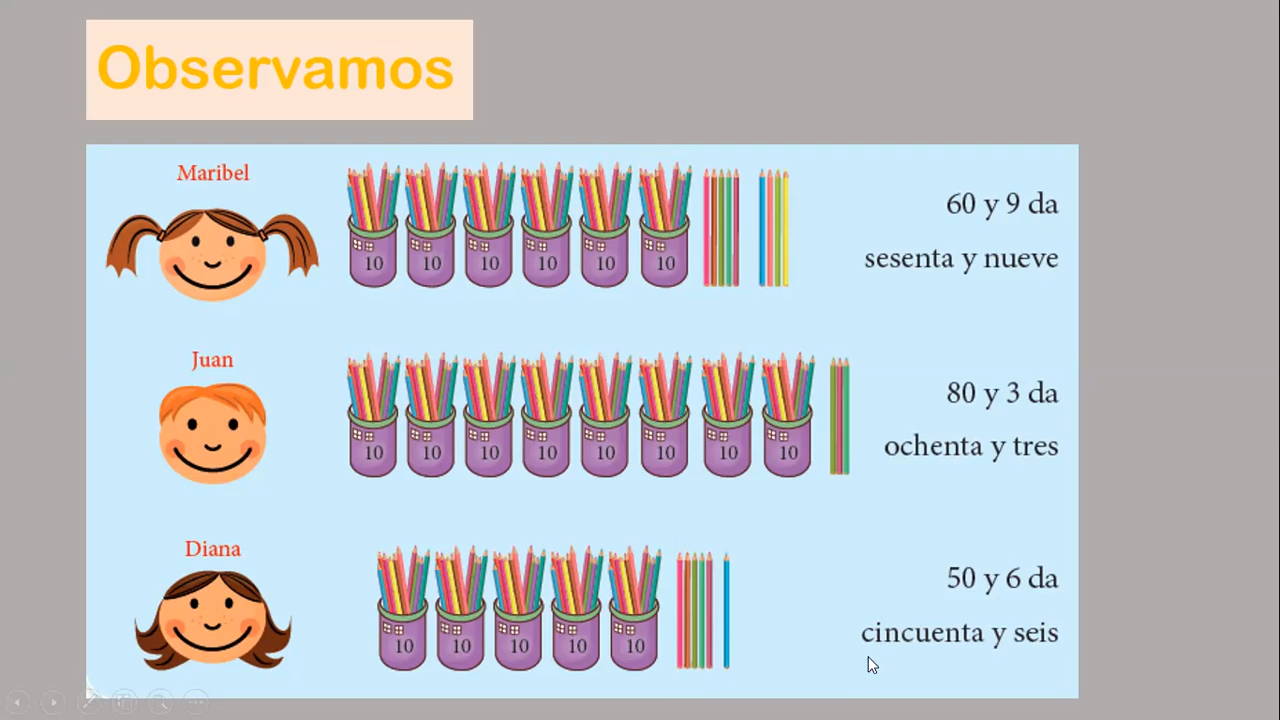 Observamos
Maribel
10 10 10 10 10 10
60 y 9 da
sesenta y nueve
Juan
10 10 10 10 10 10 10 10
80 y 3 da
ochenta y tres
Diana
10 10 10 10 10
50 y 6 da
cincuenta y seis